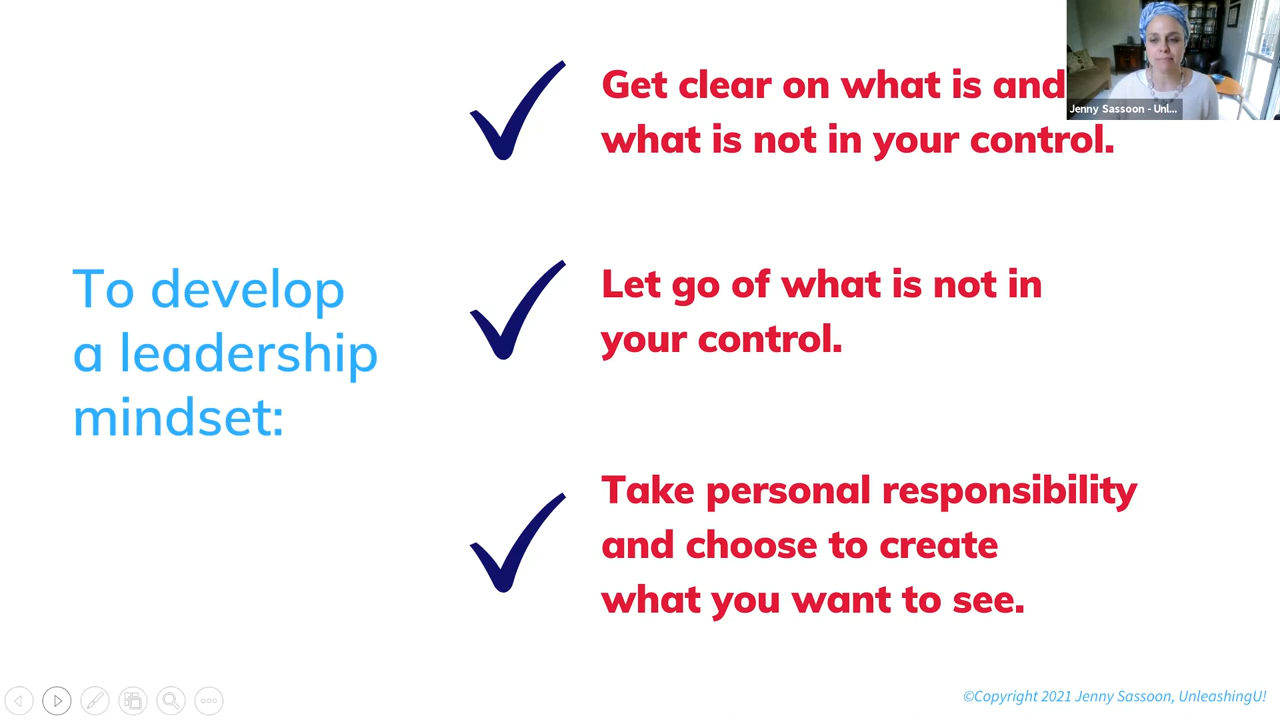 To develop
a leadership
mindset:
Get clear on what is and
what is not in your control.
Let go of what is not in
your control.
Take personal responsibility
and choose to create
what you want to see.
Jenny Sassoon - Unl...
©Copyright 2021 Jenny Sassoon, UnleashingU!